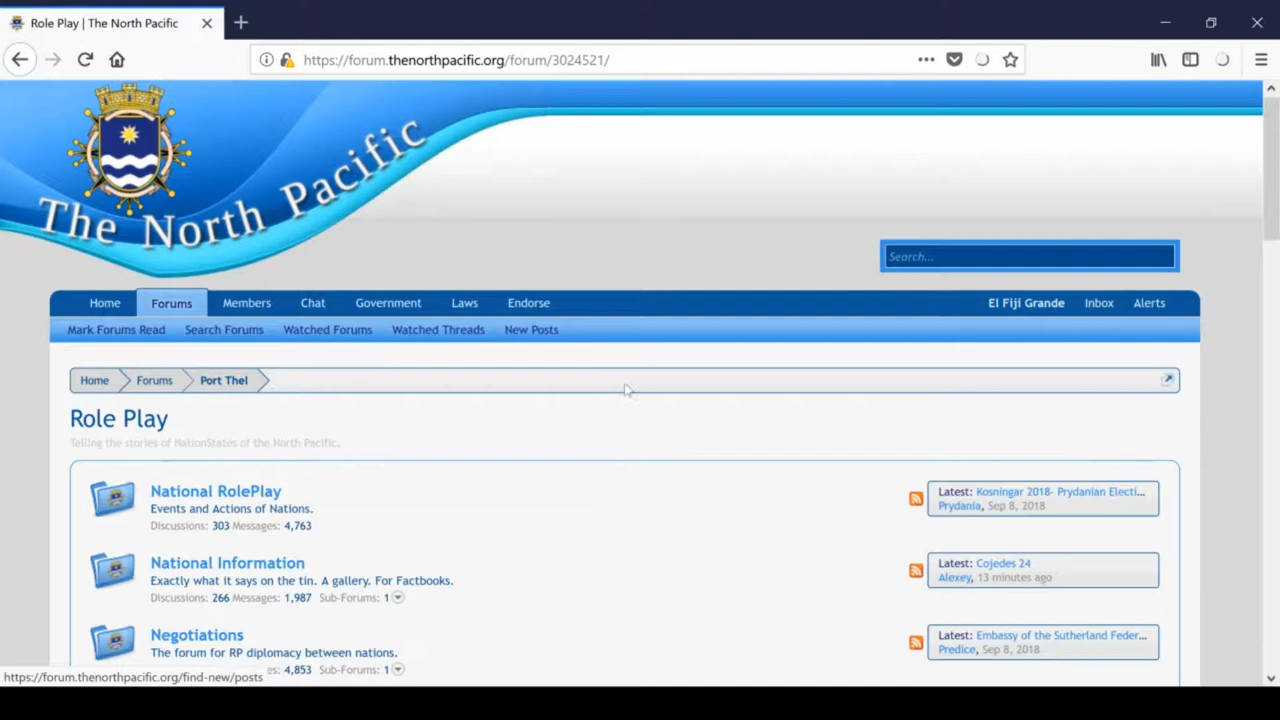 Role Play | The North Pacific
https://forum.thenorthpacific.org/forum/3024521/
The North Pacific
Search...
Home Forums Members Chat Government Laws Endorse El Fiji Grande Inbox Alerts
Mark Forums Read Search Forums Watched Forums Watched Threads New Posts
Home Forums Port Thel
Role Play
Telling the stories of NationStates of the North Pacific.
National RolePlay
Events and Actions of Nations.
Discussions: 303 Messages: 4,763
Latest: Kosningar 2018- Prydanian Electi...
Prydania, Sep 8, 2018
National Information
Exactly what it says on the tin. A gallery. For Factbooks.
Discussions: 266 Messages: 1,987 Sub-Forums: 1
Latest: Cojedes 24
Alexey, 13 minutes ago
Negotiations
The forum for RP diplomacy between nations.
es: 4,853 Sub-Forums: 1
Latest: Embassy of the Sutherland Feder...
Predice, Sep 8, 2018
https://forum.thenorthpacific.org/find-new/posts